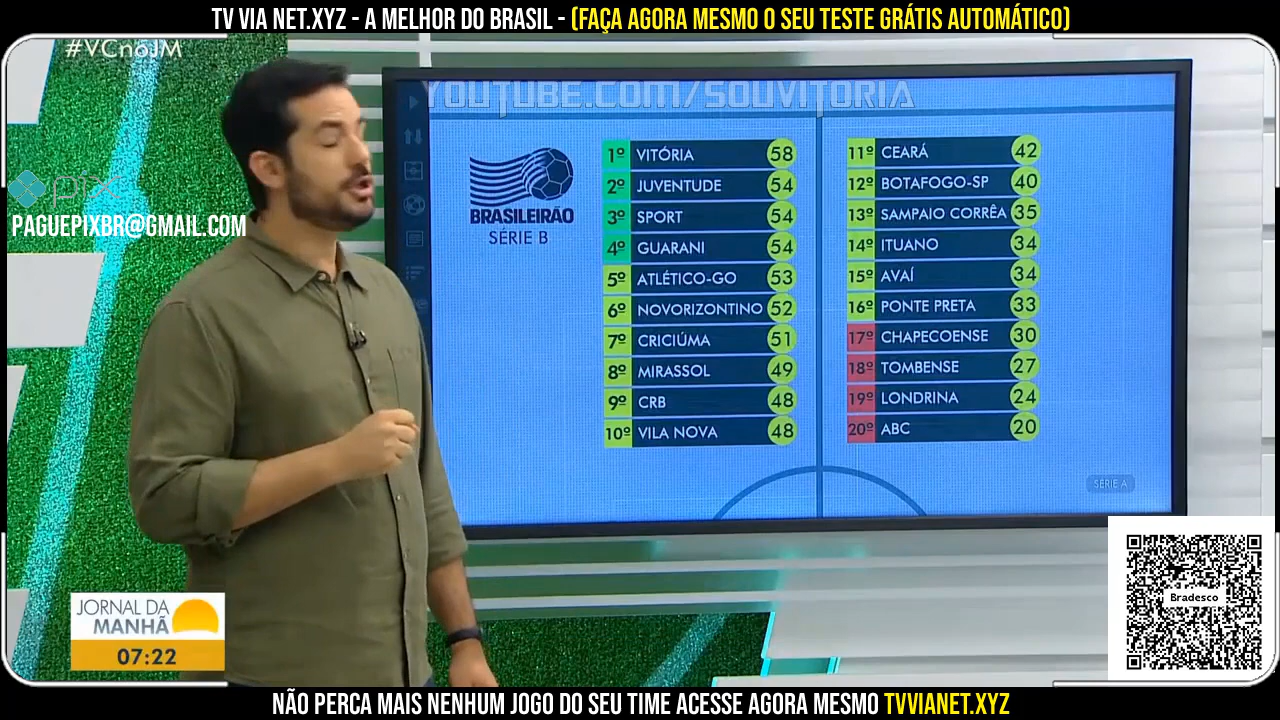 TV VIA NET.XYZ - A MELHOR DO BRASIL - (FAÇA AGORA MESMO O SEU TESTE GRÁTIS AUTOMÁTICO)
#VCnoJM
YOUTUBE.COM/SOUVITORIA
pix
PAGUEPIXBR@GMAIL.COM
BRASILEIRÃO
SÉRIE B
1º VITÓRIA 58
2º JUVENTUDE 54
3º SPORT 54
4º GUARANI 54
5º ATLÉTICO-GO 53
6º NOVORIZONTINO 52
7º CRICIÚMA 51
8º MIRASSOL 49
9º CRB 48
10º VILA NOVA 48
11º CEARÁ 42
12º BOTAFOGO-SP 40
13º SAMPAIO CORRÊA 35
14º ITUANO 34
15º AVAÍ 34
16º PONTE PRETA 33
17º CHAPECOENSE 30
18º TOMBENSE 27
19º LONDRINA 24
20º ABC 20
SÉRIE A
Bradesco
JORNAL DA
MANHÃ
07:22
NÃO PERCA MAIS NENHUM JOGO DO SEU TIME ACESSE AGORA MESMO TVVIANET.XYZ